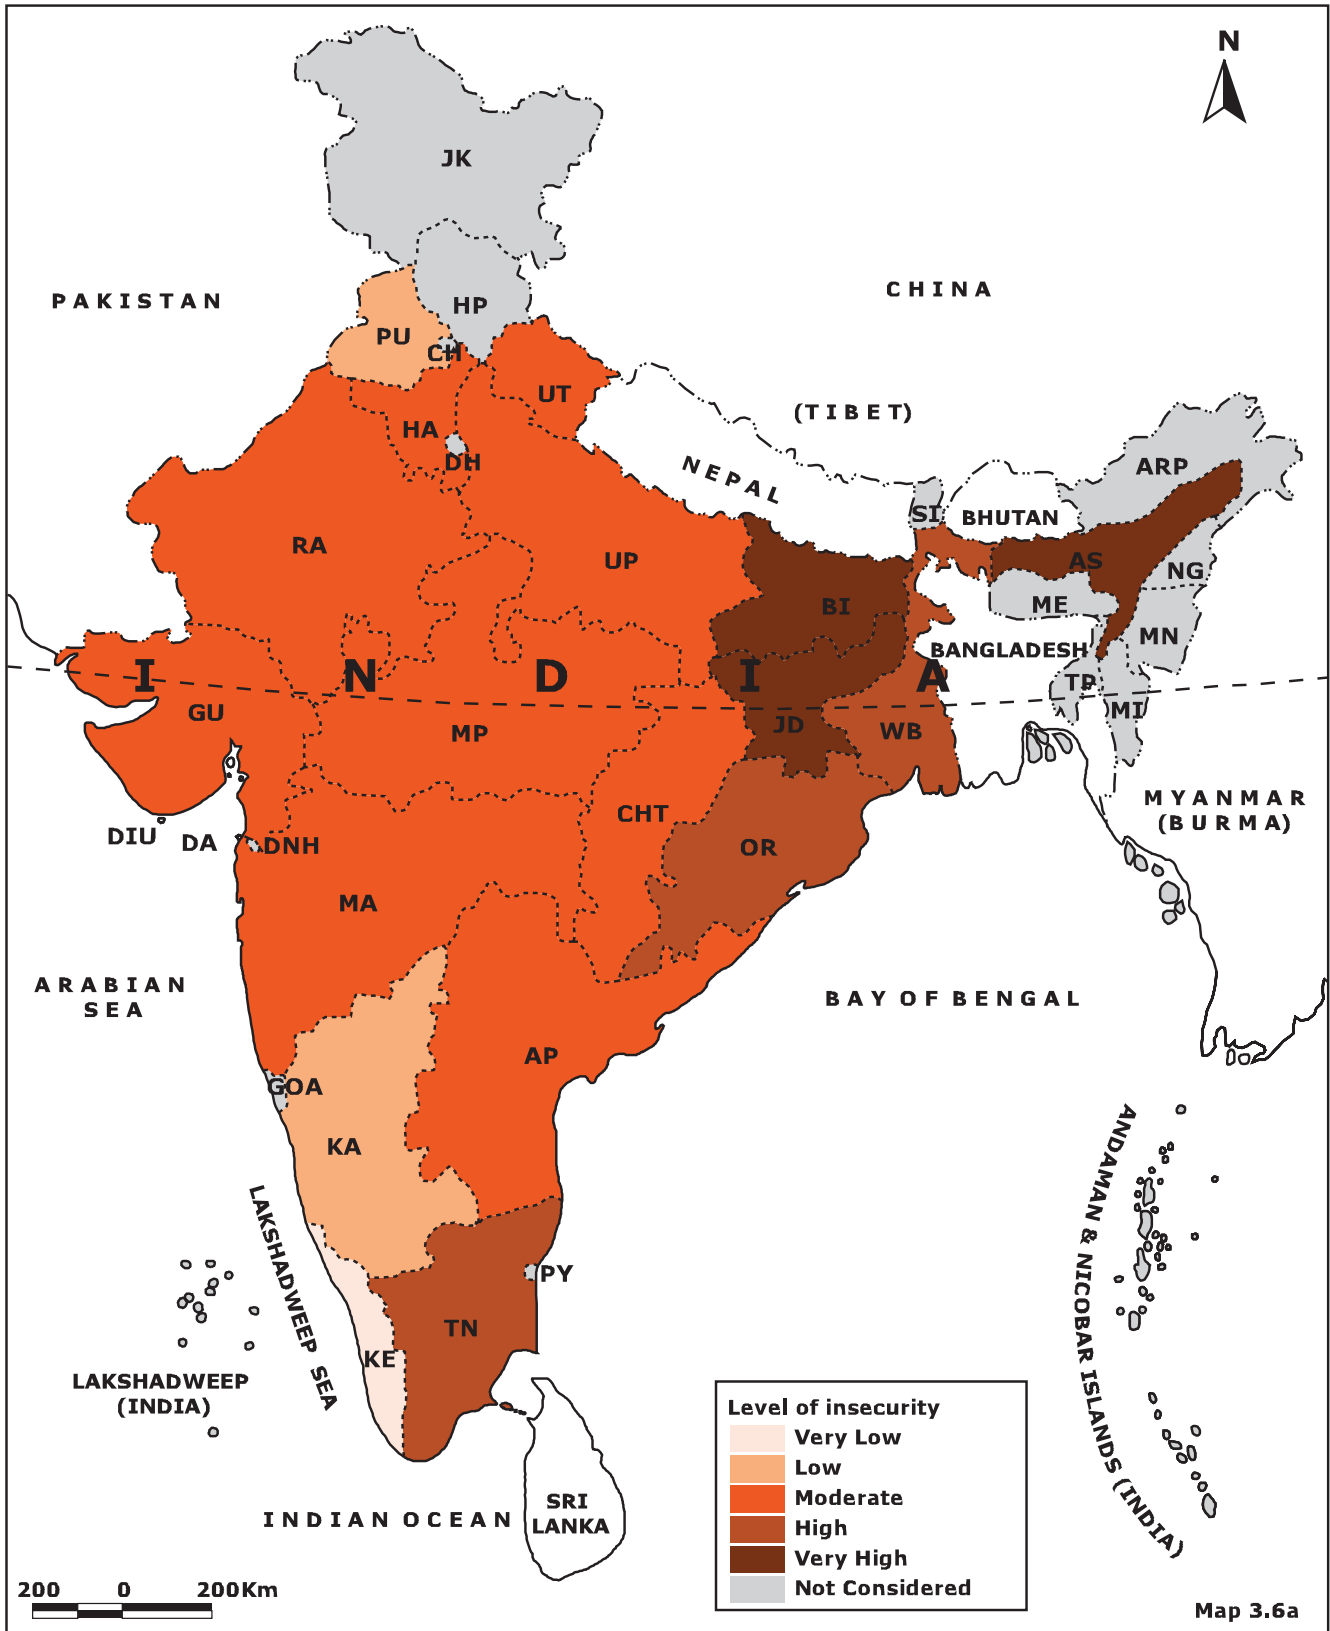 N
JK
PAKISTAN
HP
CHINA
PU
CH
UT
(TIBET)
HA
DH
NEPAL
ARP
SI
BHUTAN
RA
UP
AS
NG
BI
ME
MN
BANGLADESH
I N D I A
TP
MI
GU
MP
JD
WB
MYANMAR
(BURMA)
CHT
DIU
DA
DNH
OR
MA
ARABIAN
SEA
BAY OF BENGAL
AP
GOA
KA
LAKSHADWEEP SEA
ANDAMAN & NICOBAR ISLANDS (INDIA)
PY
TN
KE
LAKSHADWEEP
(INDIA)
Level of insecurity
Very Low
Low
Moderate
High
Very High
Not Considered
SRI
LANKA
INDIAN OCEAN
200 0 200Km
Map 3.6a